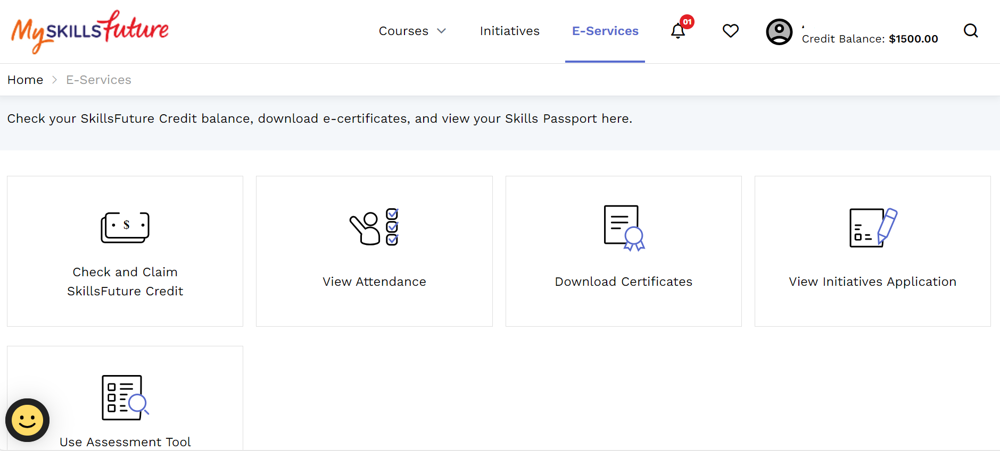 MySKILLSfuture
Courses
Initiatives
E-Services
01
,
Credit Balance: $1500.00
Home > E-Services
Check your SkillsFuture Credit balance, download e-certificates, and view your Skills Passport here.
$
Check and Claim
SkillsFuture Credit
View Attendance
Download Certificates
View Initiatives Application
Use Assessment Tool